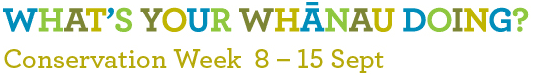 WHAT'S YOUR WHĀNAU DOING?
Conservation Week 8 – 15 Sept